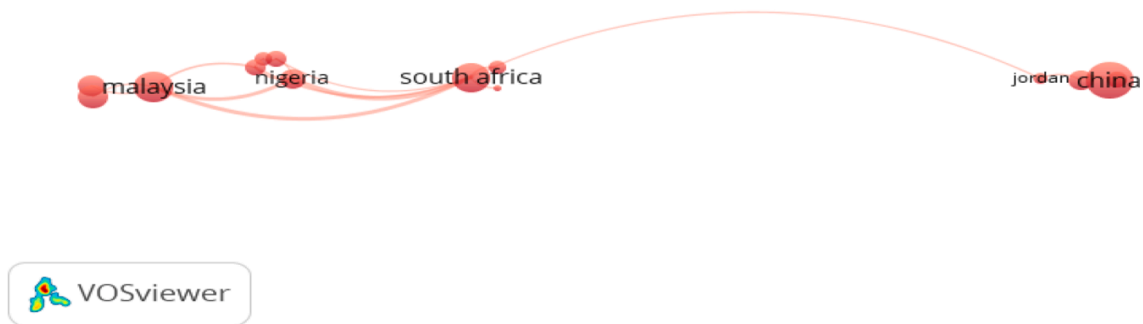 malaysia
nigeria
south africa
jordan
china
VOSviewer